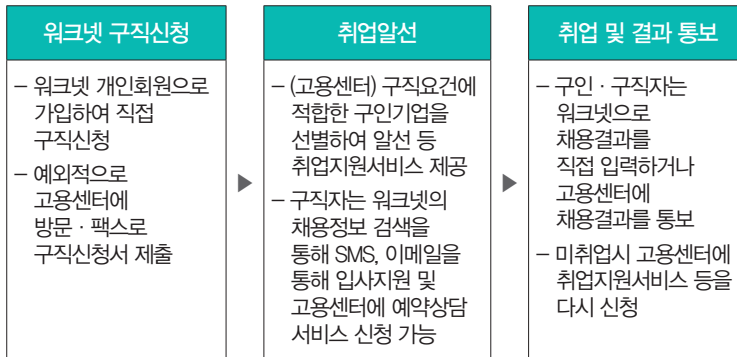 워크넷 구직신청
– 워크넷 개인회원으로
가입하여 직접
구직신청
– 예외적으로
고용센터에
방문 · 팩스로
구직신청서 제출
▶
취업알선
– (고용센터) 구직요건에
적합한 구인기업을
선별하여 알선 등
취업지원서비스 제공
– 구직자는 워크넷의
채용정보 검색을
통해 SMS, 이메일을
통해 입사지원 및
고용센터에 예약상담
서비스 신청 가능
▶
취업 및 결과 통보
– 구인 · 구직자는
워크넷으로
채용결과를
직접 입력하거나
고용센터에
채용결과를 통보
– 미취업시 고용센터에
취업지원서비스 등을
다시 신청